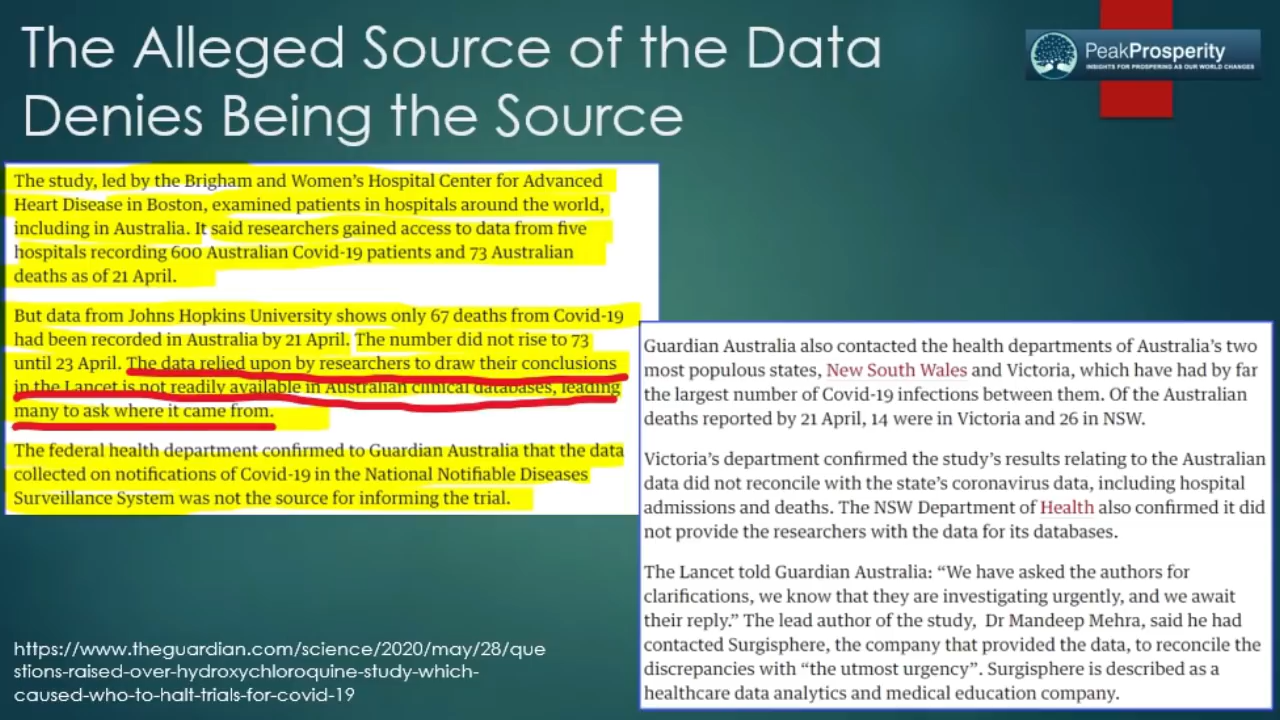 The Alleged Source of the Data
Denies Being the Source
PeakProsperity
INSIGHTS FOR PROSPERING AS OUR WORLD CHANGES
The study, led by the Brigham and Women's Hospital Center for Advanced
Heart Disease in Boston, examined patients in hospitals around the world,
including in Australia. It said researchers gained access to data from five
hospitals recording 600 Australian Covid-19 patients and 73 Australian
deaths as of 21 April.
But data from Johns Hopkins University shows only 67 deaths from Covid-19
had been recorded in Australia by 21 April. The number did not rise to 73
until 23 April. The data relied upon by researchers to draw their conclusions
in the Lancet is not readily available in Australian clinical databases, leading
many to ask where it came from.
The federal health department confirmed to Guardian Australia that the data
collected on notifications of Covid-19 in the National Notifiable Diseases
Surveillance System was not the source for informing the trial.
Guardian Australia also contacted the health departments of Australia's two
most populous states, New South Wales and Victoria, which have had by far
the largest number of Covid-19 infections between them. Of the Australian
deaths reported by 21 April, 14 were in Victoria and 26 in NSW.
Victoria's department confirmed the study's results relating to the Australian
data did not reconcile with the state's coronavirus data, including hospital
admissions and deaths. The NSW Department of Health also confirmed it did
not provide the researchers with the data for its databases.
The Lancet told Guardian Australia: "We have asked the authors for
clarifications, we know that they are investigating urgently, and we await
their reply." The lead author of the study, Dr Mandeep Mehra, said he had
contacted Surgisphere, the company that provided the data, to reconcile the
discrepancies with "the utmost urgency". Surgisphere is described as a
healthcare data analytics and medical education company.
https://www.theguardian.com/science/2020/may/28/que
stions-raised-over-hydroxychloroquine-study-which-
caused-who-to-halt-trials-for-covid-19